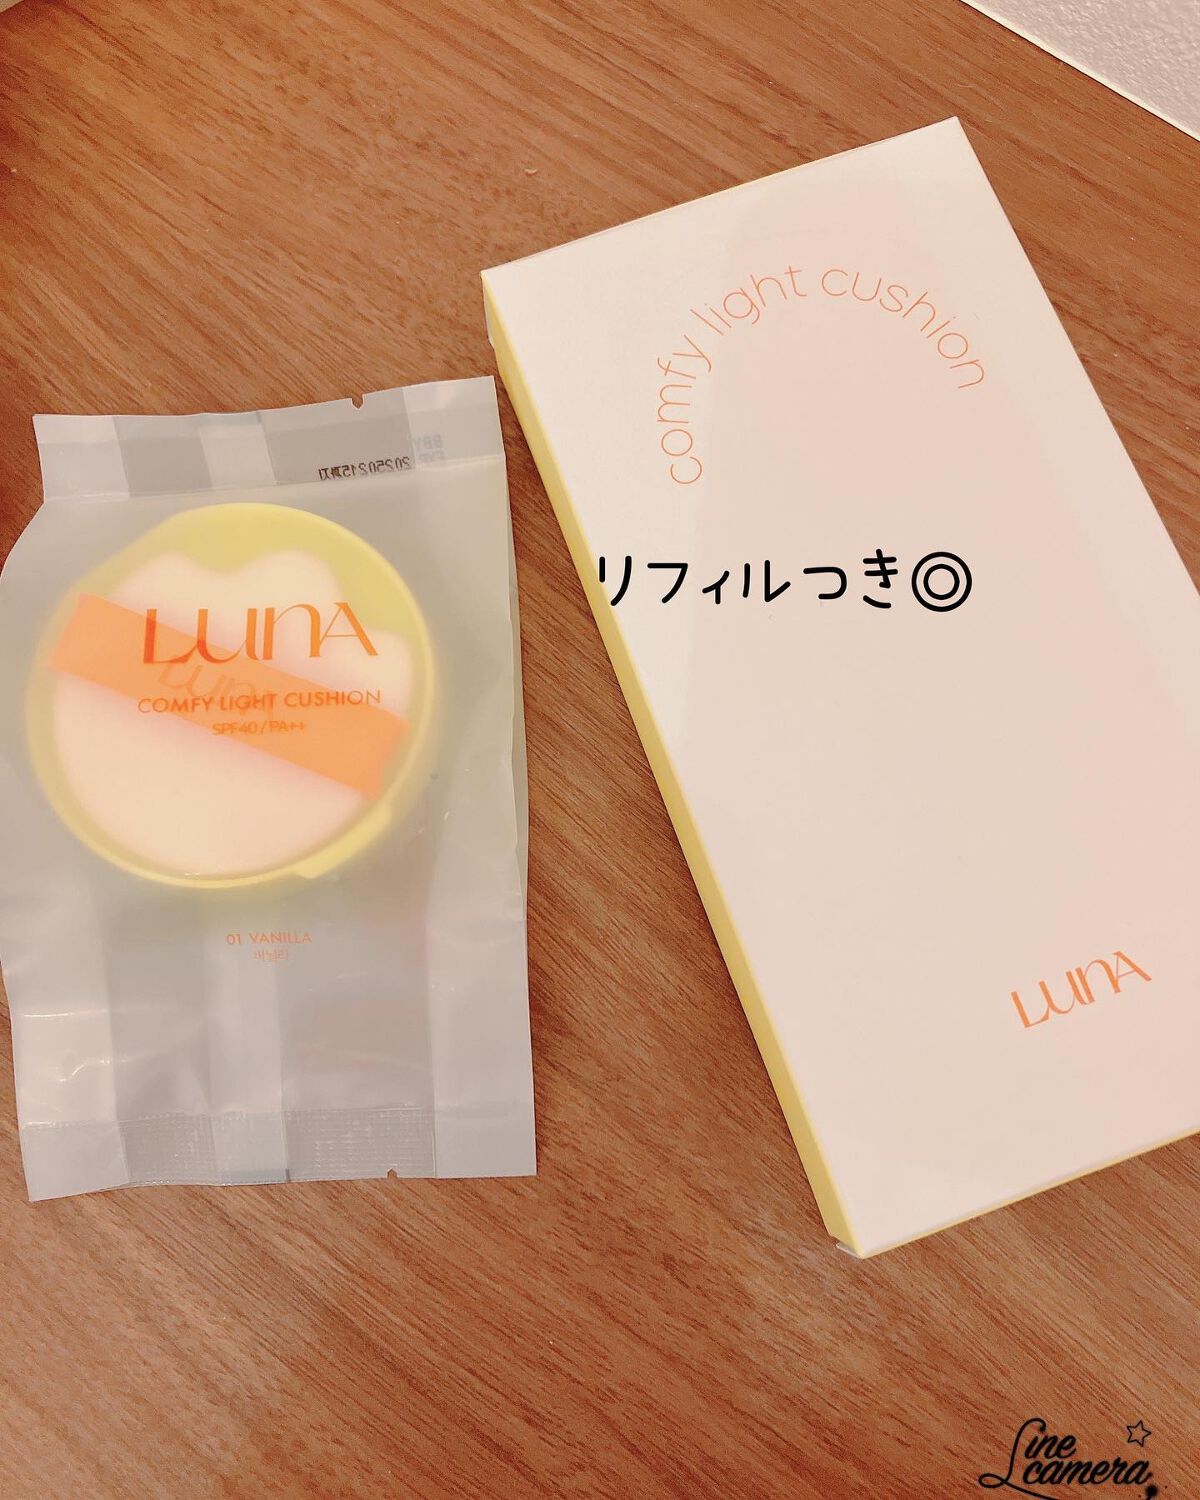 comfy light cushion
リフィルつき◎
LUNA
20250215까지
LUNA
LUNA
COMFY LIGHT CUSHION
SPF40/PA++
01 VANILLA
바닐라
Line
camera